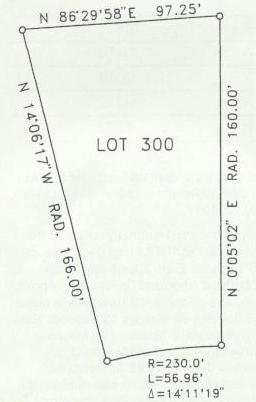 N 86°29'58"E 97.25'
N 14°06'17"W RAD. 166.00'
LOT 300
N 0°05'02" E RAD. 160.00'
R=230.0'
L=56.96'
Δ=14°11'19"